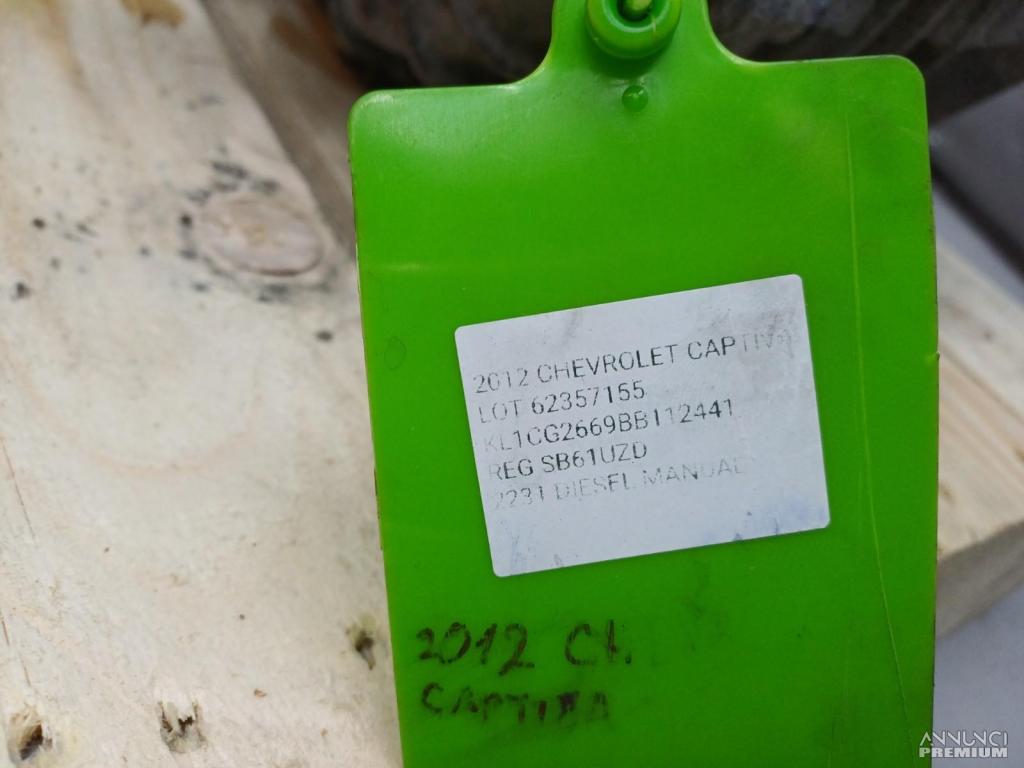 2012 CHEVROLET CAPTIVA
LOT 62357155
KL1CG2669BB112441
REG SB61UZD
2231 DIESEL MANUAL
2012 Ch.
CAPTIVA
ANNUNCI
PREMIUM